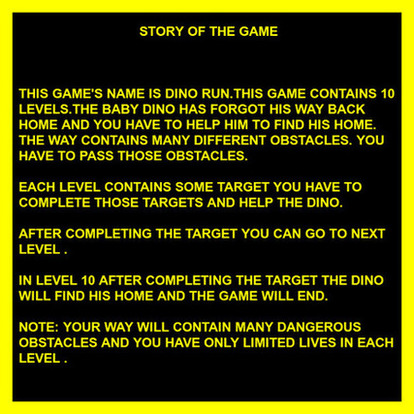 STORY OF THE GAME
THIS GAME'S NAME IS DINO RUN.THIS GAME CONTAINS 10
LEVELS.THE BABY DINO HAS FORGOT HIS WAY BACK
HOME AND YOU HAVE TO HELP HIM TO FIND HIS HOME.
THE WAY CONTAINS MANY DIFFERENT OBSTACLES. YOU
HAVE TO PASS THOSE OBSTACLES.
EACH LEVEL CONTAINS SOME TARGET YOU HAVE TO
COMPLETE THOSE TARGETS AND HELP THE DINO.
AFTER COMPLETING THE TARGET YOU CAN GO TO NEXT
LEVEL .
IN LEVEL 10 AFTER COMPLETING THE TARGET THE DINO
WILL FIND HIS HOME AND THE GAME WILL END.
NOTE: YOUR WAY WILL CONTAIN MANY DANGEROUS
OBSTACLES AND YOU HAVE ONLY LIMITED LIVES IN EACH
LEVEL .